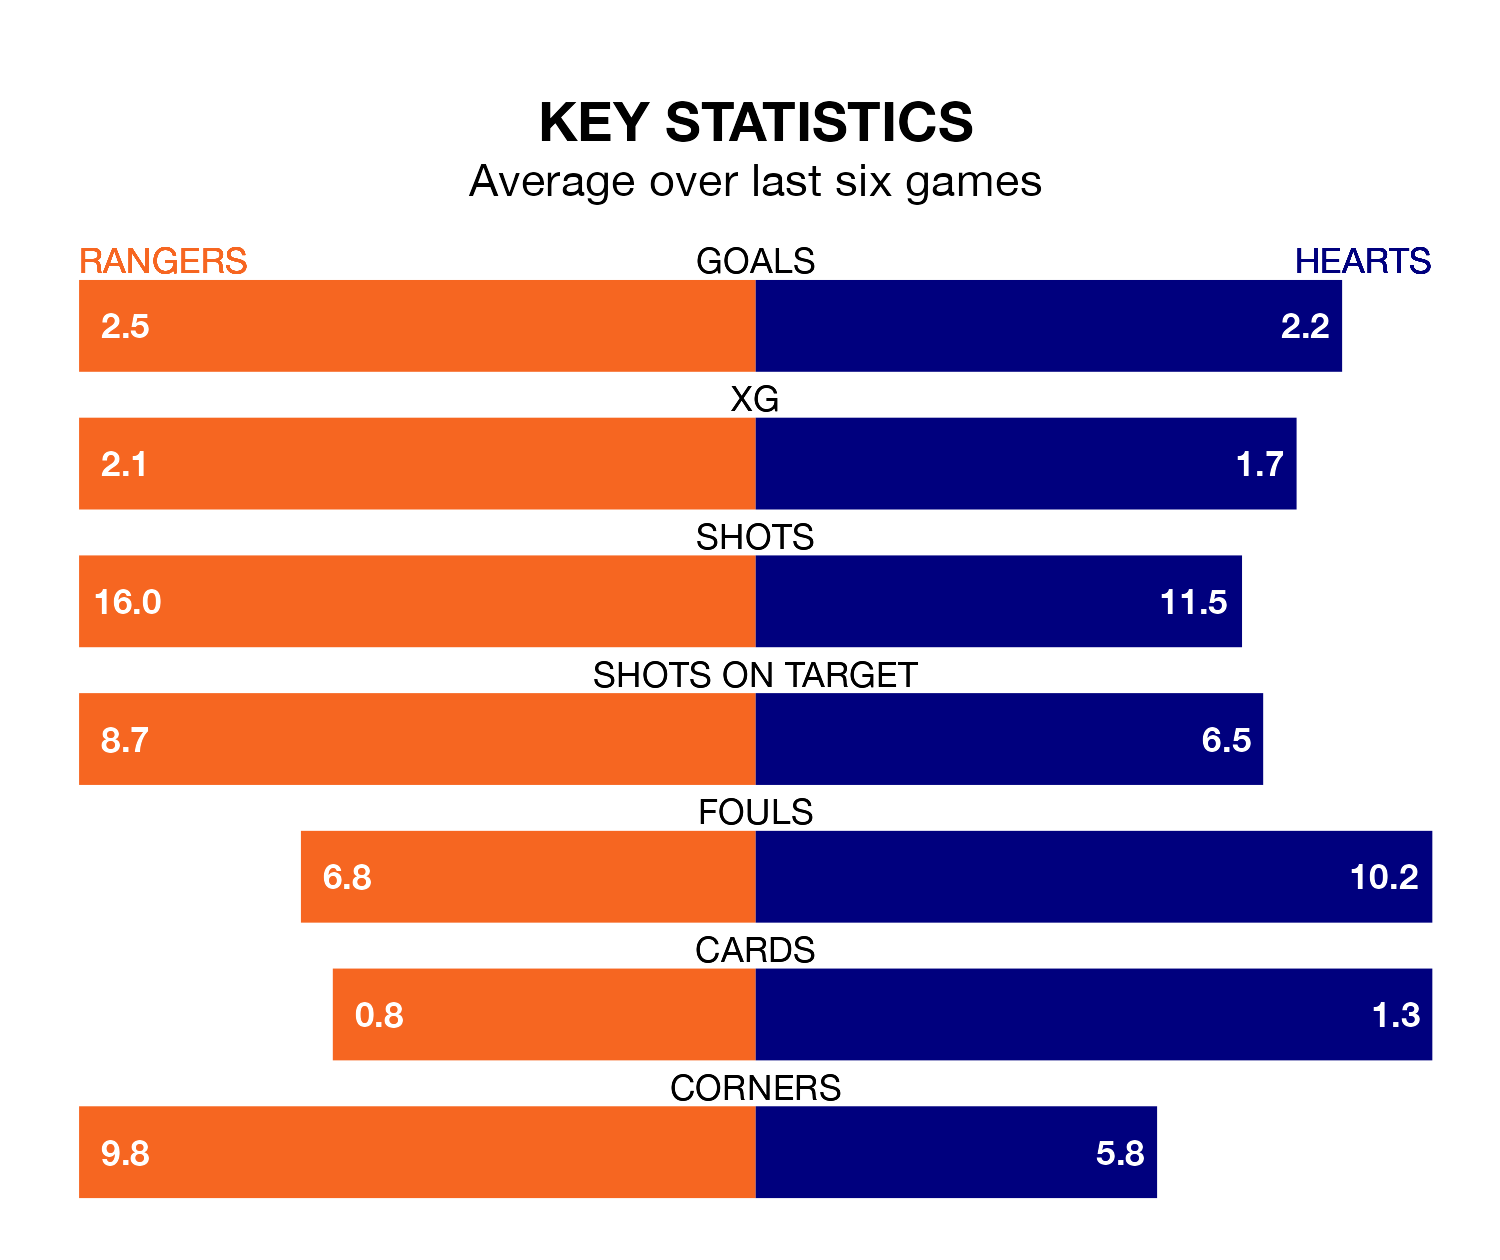 KEY STATISTICS
Average over last six games
RANGERS GOALS HEARTS
2.5 2.2
XG
2.1 1.7
SHOTS
16.0 11.5
SHOTS ON TARGET
8.7 6.5
FOULS
6.8 10.2
CARDS
0.8 1.3
CORNERS
9.8 5.8